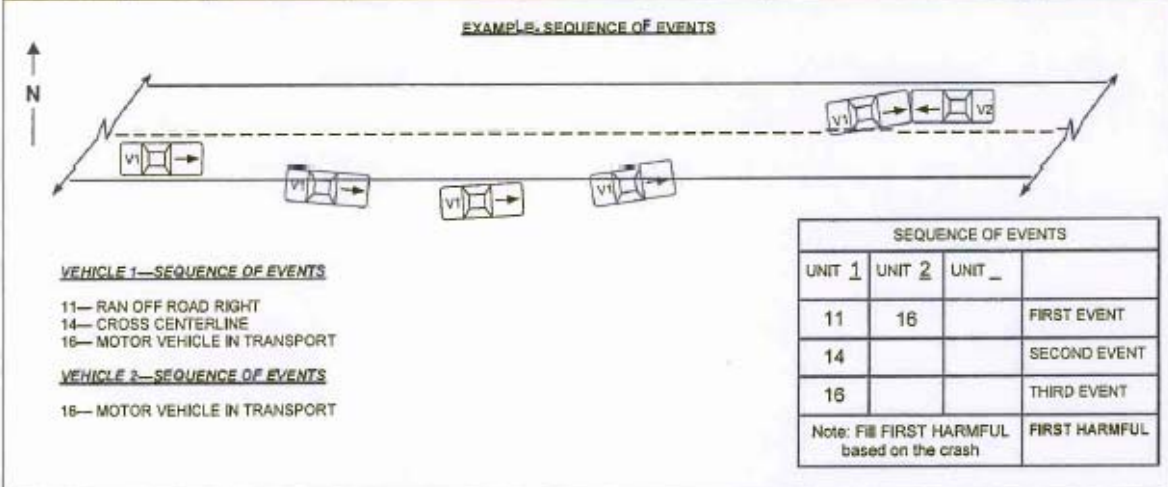 EXAMPLE- SEQUENCE OF EVENTS
N
V1 V2
V1 V1 V1 V1
VEHICLE 1—SEQUENCE OF EVENTS
11— RAN OFF ROAD RIGHT
14— CROSS CENTERLINE
16— MOTOR VEHICLE IN TRANSPORT
VEHICLE 2—SEQUENCE OF EVENTS
16— MOTOR VEHICLE IN TRANSPORT
SEQUENCE OF EVENTS
UNIT 1 UNIT 2 UNIT _
11 16 FIRST EVENT
14 SECOND EVENT
16 THIRD EVENT
Note: Fill FIRST HARMFUL FIRST HARMFUL
based on the crash